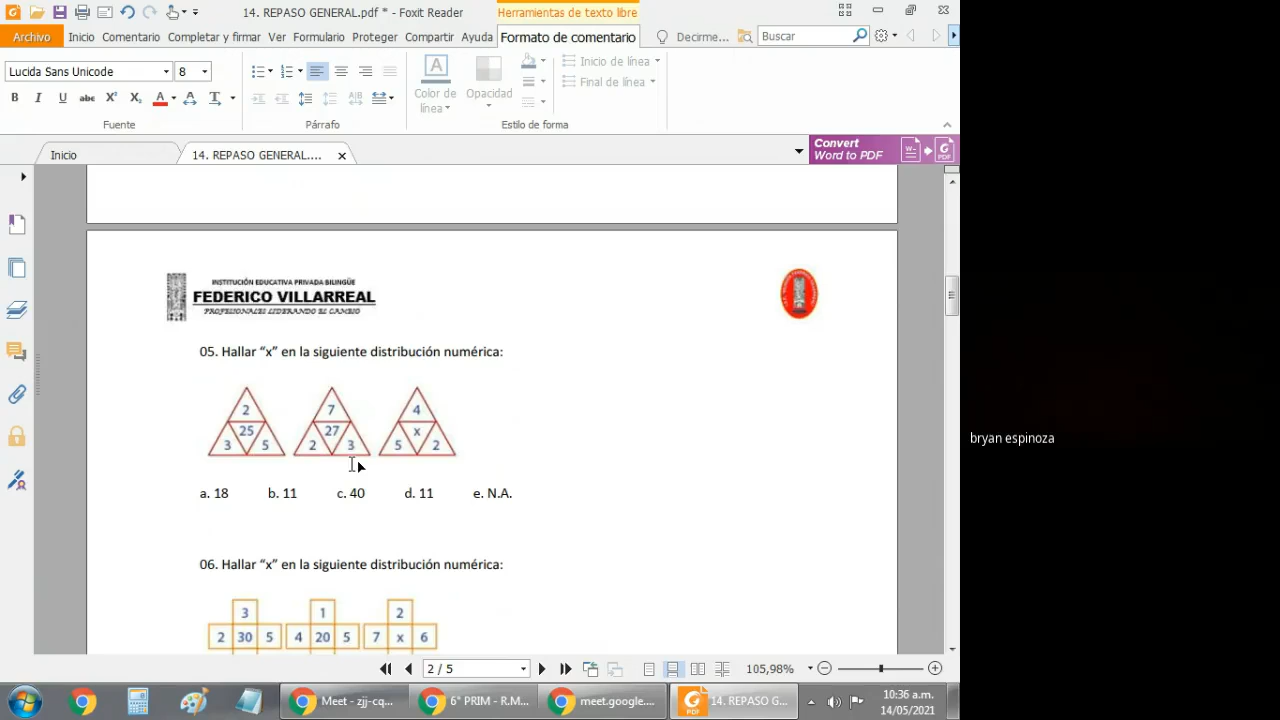 14. REPASO GENERAL.pdf * - Foxit Reader
Herramientas de texto libre
Archivo Inicio Comentario Completar y firmar Ver Formulario Proteger Compartir Ayuda Formato de comentario Decirme... Buscar
Lucida Sans Unicode 8
Inicio de línea
Final de línea
Color de línea
Opacidad
Fuente Párrafo Estilo de forma
Inicio
14. REPASO GENERAL....
Convert
Word to PDF
INSTITUCIÓN EDUCATIVA PRIVADA BILINGÜE
FEDERICO VILLARREAL
PROFESIONALES LIDERANDO EL CAMBIO
05. Hallar “x” en la siguiente distribución numérica:
2 7 4
25 27 x
3 5 2 3 5 2
a. 18 b. 11 c. 40 d. 11 e. N.A.
06. Hallar “x” en la siguiente distribución numérica:
3 1 2
2 30 5 4 20 5 7 x 6
bryan espinoza
2 / 5
105,98%
Meet - zjj-cq...
6° PRIM - R.M...
meet.google....
14. REPASO G...
10:36 a.m.
14/05/2021